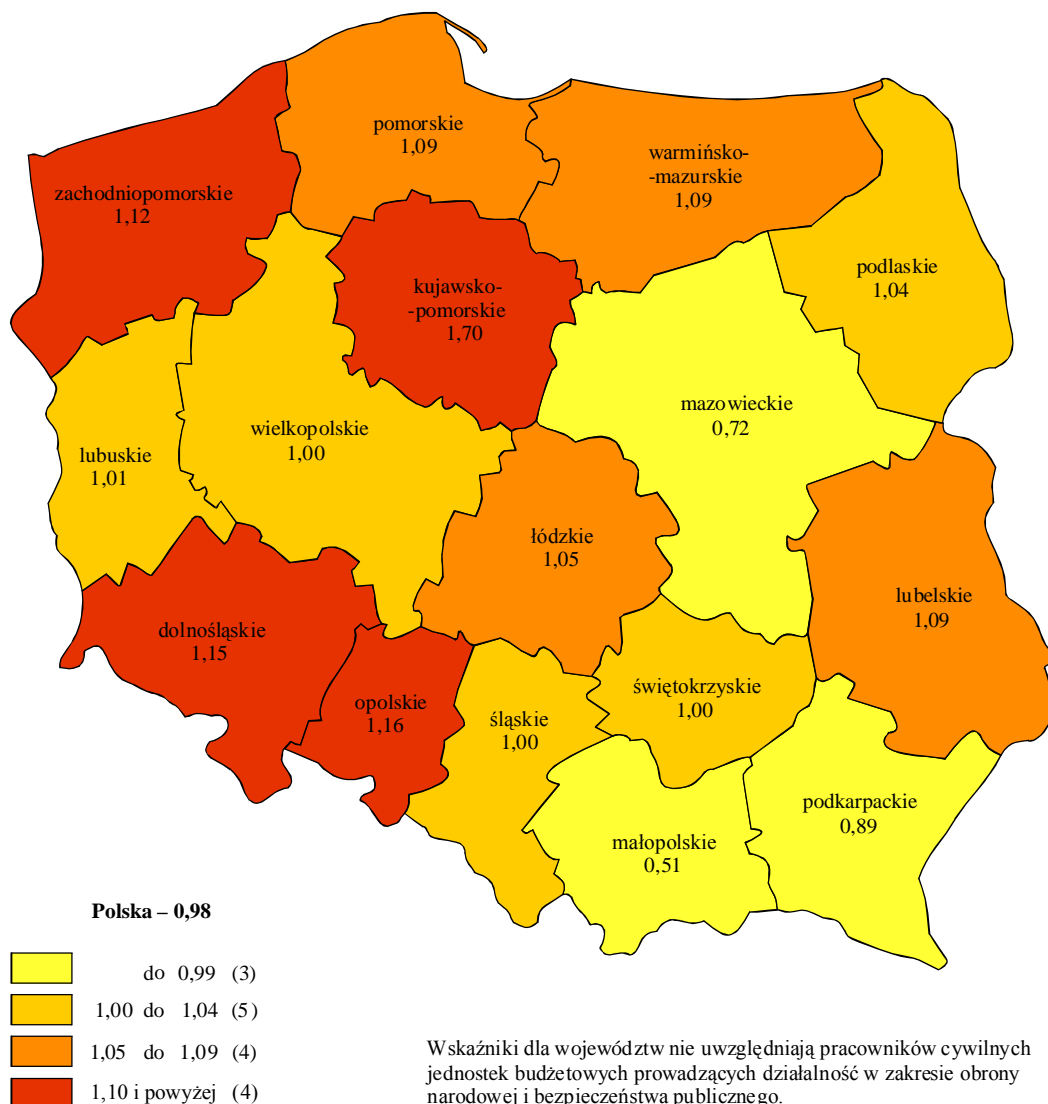 pomorskie
1,09
warmińsko-
-mazurskie
1,09
zachodniopomorskie
1,12
podlaskie
1,04
kujawsko-
-pomorskie
1,70
mazowieckie
0,72
wielkopolskie
1,00
lubuskie
1,01
łódzkie
1,05
lubelskie
1,09
dolnośląskie
1,15
opolskie
1,16
śląskie
1,00
świętokrzyskie
1,00
podkarpackie
0,89
małopolskie
0,51
Polska – 0,98
do 0,99 (3)
1,00 do 1,04 (5)
1,05 do 1,09 (4)
1,10 i powyżej (4)
Wskaźniki dla województw nie uwzględniają pracowników cywilnych
jednostek budżetowych prowadzących działalność w zakresie obrony
narodowej i bezpieczeństwa publicznego.